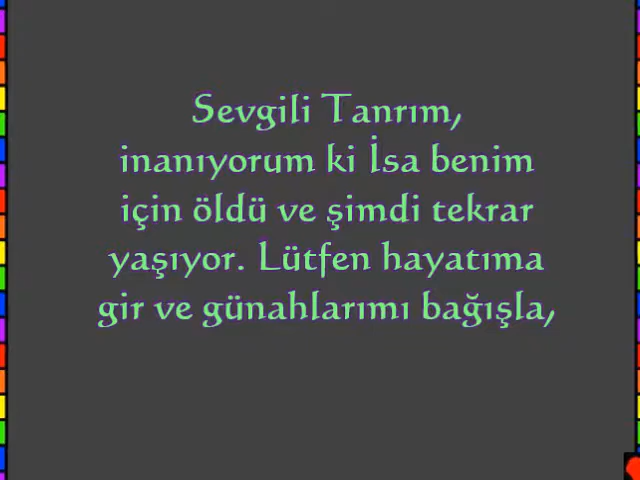 Sevgili Tanrım,
inanıyorum ki İsa benim
için öldü ve şimdi tekrar
yaşıyor. Lütfen hayatıma
gir ve günahlarımı bağışla,